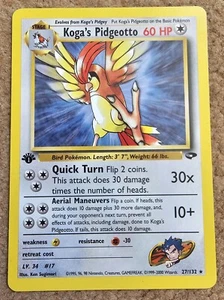 STAGE 1
Evolves from Koga's Pidgey
Put Koga's Pidgeotto on the Basic Pokémon
Koga's Pidgeotto 60 HP
Bird Pokémon. Length: 3' 7", Weight: 66 lbs.
Quick Turn Flip 2 coins.
This attack does 30 damage
times the number of heads.
30x
Aerial Maneuvers Flip a coin. If heads, this
attack does 10 damage plus 10 more damage; and,
during your opponent's next turn, prevent all
effects of attacks, including damage, done to
Koga's Pidgeotto. If tails, this attack does 10
damage.
10+
weakness
resistance
-30
retreat cost
LV. 34 #17
Illus. Ken Sugimori
27/132